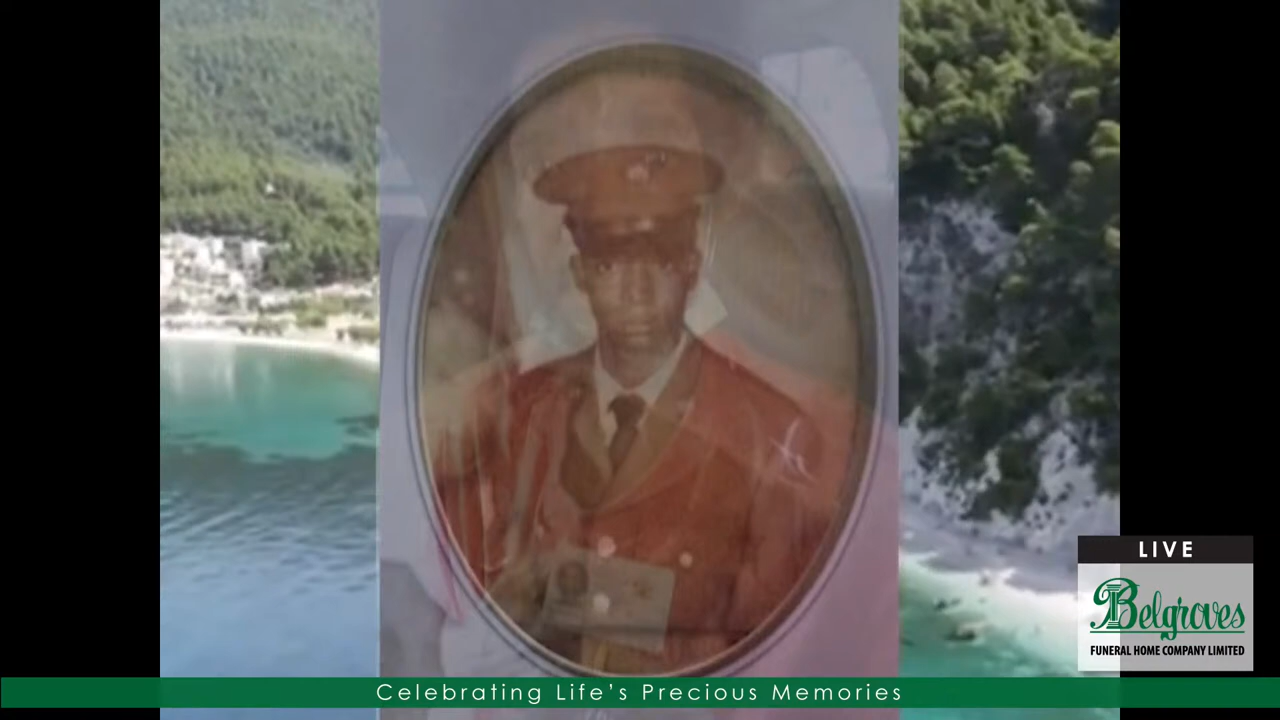 LIVE
Belgroves
FUNERAL HOME COMPANY LIMITED
Celebrating Life's Precious Memories